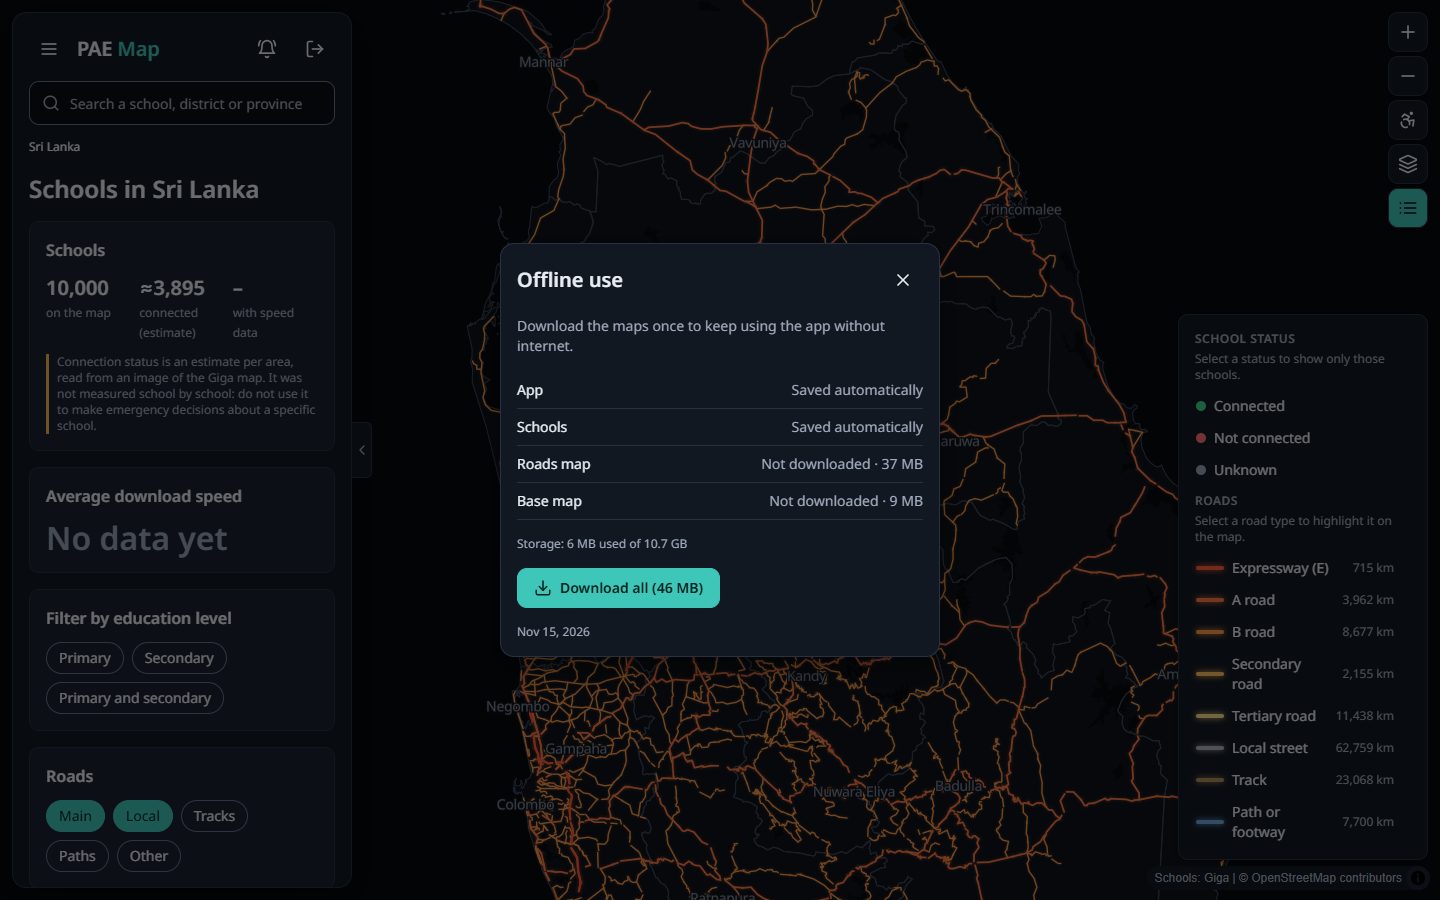 PAE Map
Search a school, district or province
Sri Lanka
Schools in Sri Lanka
Schools
10,000
on the map
≈3,895
connected
(estimate)
–
with speed
data
Connection status is an estimate per area,
read from an image of the Giga map. It was
not measured school by school: do not use it
to make emergency decisions about a specific
school.
Average download speed
No data yet
Filter by education level
Primary
Secondary
Primary and secondary
Roads
Main
Local
Tracks
Paths
Other
Mannar
Vavuniya
Trincomalee
aruwa
Am
Kandy
Negombo
Gampaha
Colombo
Nuwara Eliya
Badulla
Ratnapura
Offline use
Download the maps once to keep using the app without
internet.
App Saved automatically
Schools Saved automatically
Roads map Not downloaded · 37 MB
Base map Not downloaded · 9 MB
Storage: 6 MB used of 10.7 GB
Download all (46 MB)
Nov 15, 2026
SCHOOL STATUS
Select a status to show only those
schools.
Connected
Not connected
Unknown
ROADS
Select a road type to highlight it on
the map.
Expressway (E) 715 km
A road 3,962 km
B road 8,677 km
Secondary
road 2,155 km
Tertiary road 11,438 km
Local street 62,759 km
Track 23,068 km
Path or
footway 7,700 km
Schools: Giga | © OpenStreetMap contributors